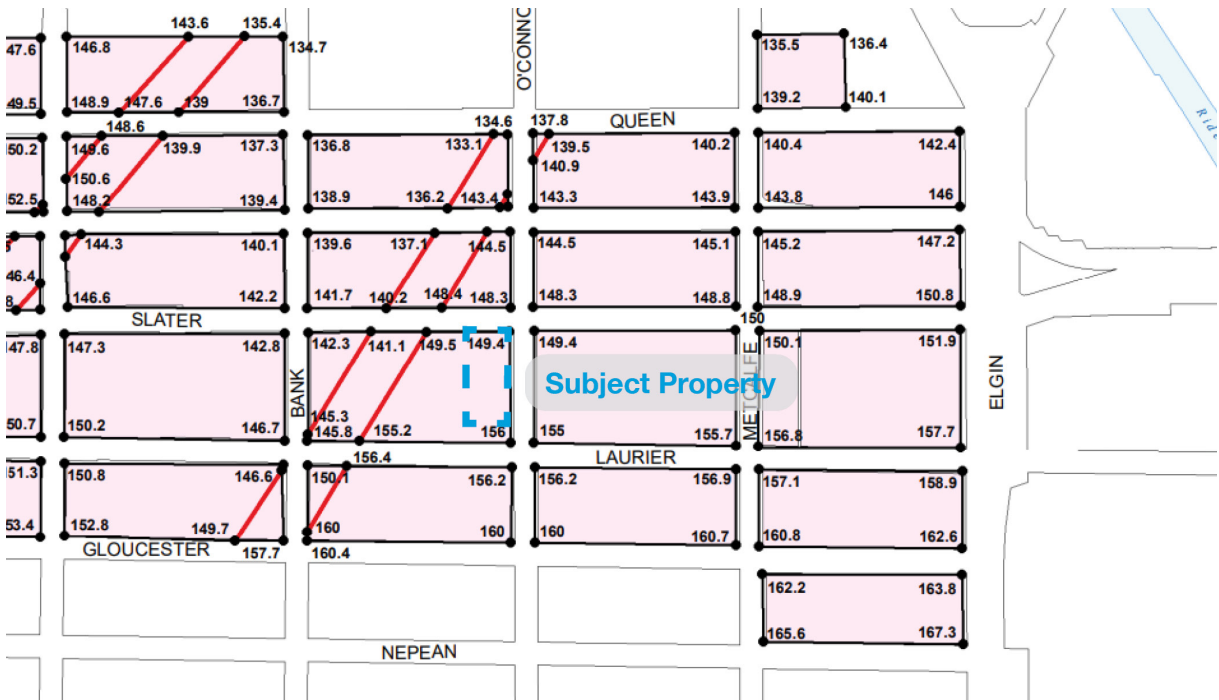 143.6 135.4
O'CONNO
47.6 146.8 134.7 135.5 136.4
49.5 148.9 147.6 139 136.7 139.2 140.1
148.6 134.6 137.8 QUEEN
50.2 149.6 139.9 137.3 136.8 133.1 139.5 140.2 140.4 142.4
150.6 140.9
52.5 148.2 139.4 138.9 136.2 143.4 143.3 143.9 143.8 146
Ride
144.3 140.1 139.6 137.1 144.5 144.5 145.1 145.2 147.2
46.4
8 146.6 142.2 141.7 140.2 148.4 148.3 148.3 148.8 148.9 150.8
SLATER 150
47.8 147.3 142.8 142.3 141.1 149.5 149.4 149.4 150.1 151.9
BANK
Subject Property
METCALFE
ELGIN
145.3
50.7 150.2 146.7 145.8 155.2 156 155 155.7 156.8 157.7
156.4 LAURIER
51.3 150.8 146.6 150.1 156.2 156.2 156.9 157.1 158.9
53.4 152.8 149.7 160 160 160 160.7 160.8 162.6
GLOUCESTER 157.7 160.4
162.2 163.8
165.6 167.3
NEPEAN